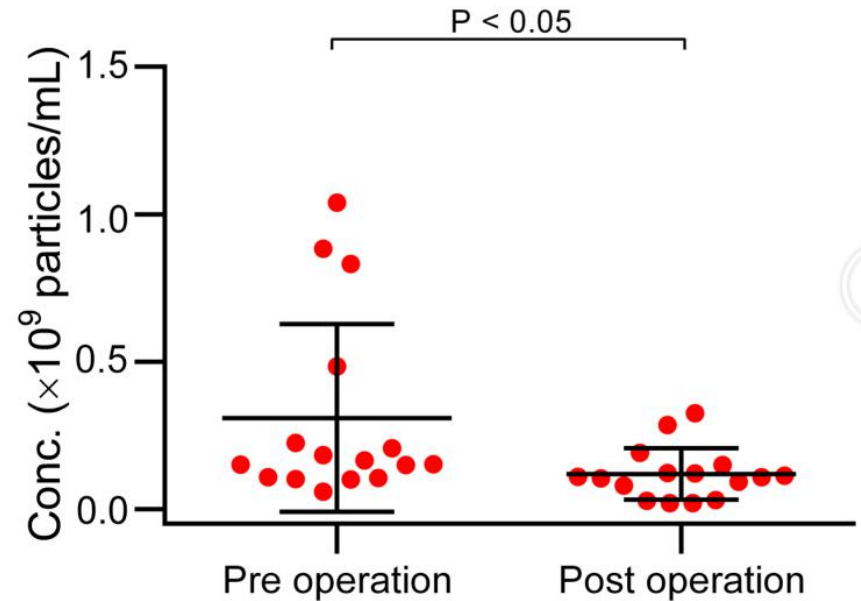 P < 0.05
Conc. (×10⁹ particles/mL)
1.5
1.0
0.5
0.0
Pre operation
Post operation